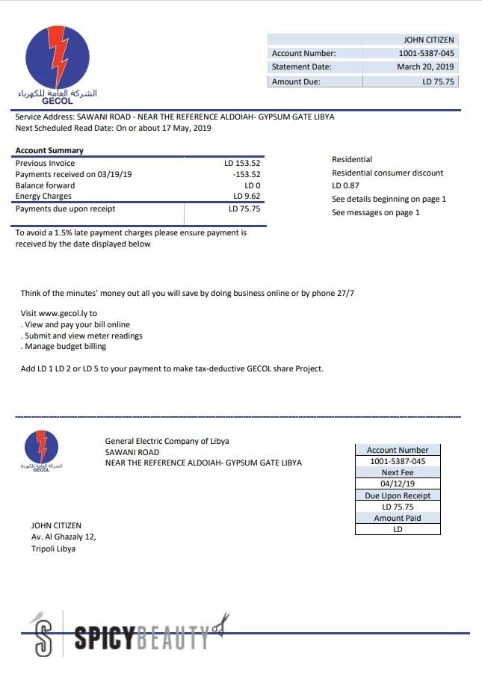 JOHN CITIZEN
Account Number: 1001-5387-045
Statement Date: March 20, 2019
Amount Due: LD 75.75
الشركة العامة للكهرباء
GECOL
Service Address: SAWANI ROAD - NEAR THE REFERENCE ALDOIAH- GYPSUM GATE LIBYA
Next Scheduled Read Date: On or about 17 May, 2019
Account Summary
Previous Invoice LD 153.52
Payments received on 03/19/19 -153.52
Balance forward LD 0
Energy Charges LD 9.62
Payments due upon receipt LD 75.75
Residential
Residential consumer discount
LD 0.87
See details beginning on page 1
See messages on page 1
To avoid a 1.5% late payment charges please ensure payment is
received by the date displayed below
Think of the minutes' money out all you will save by doing business online or by phone 27/7
Visit www.gecol.ly to
. View and pay your bill online
. Submit and view meter readings
. Manage budget billing
Add LD 1 LD 2 or LD 5 to your payment to make tax-deductive GECOL share Project.
الشركة العامة للكهرباء
GECOL
General Electric Company of Libya
SAWANI ROAD
NEAR THE REFERENCE ALDOIAH- GYPSUM GATE LIBYA
Account Number
1001-5387-045
Next Fee
04/12/19
Due Upon Receipt
LD 75.75
Amount Paid
LD
JOHN CITIZEN
Av. Al Ghazaly 12,
Tripoli Libya
S SPICYBEAUTY